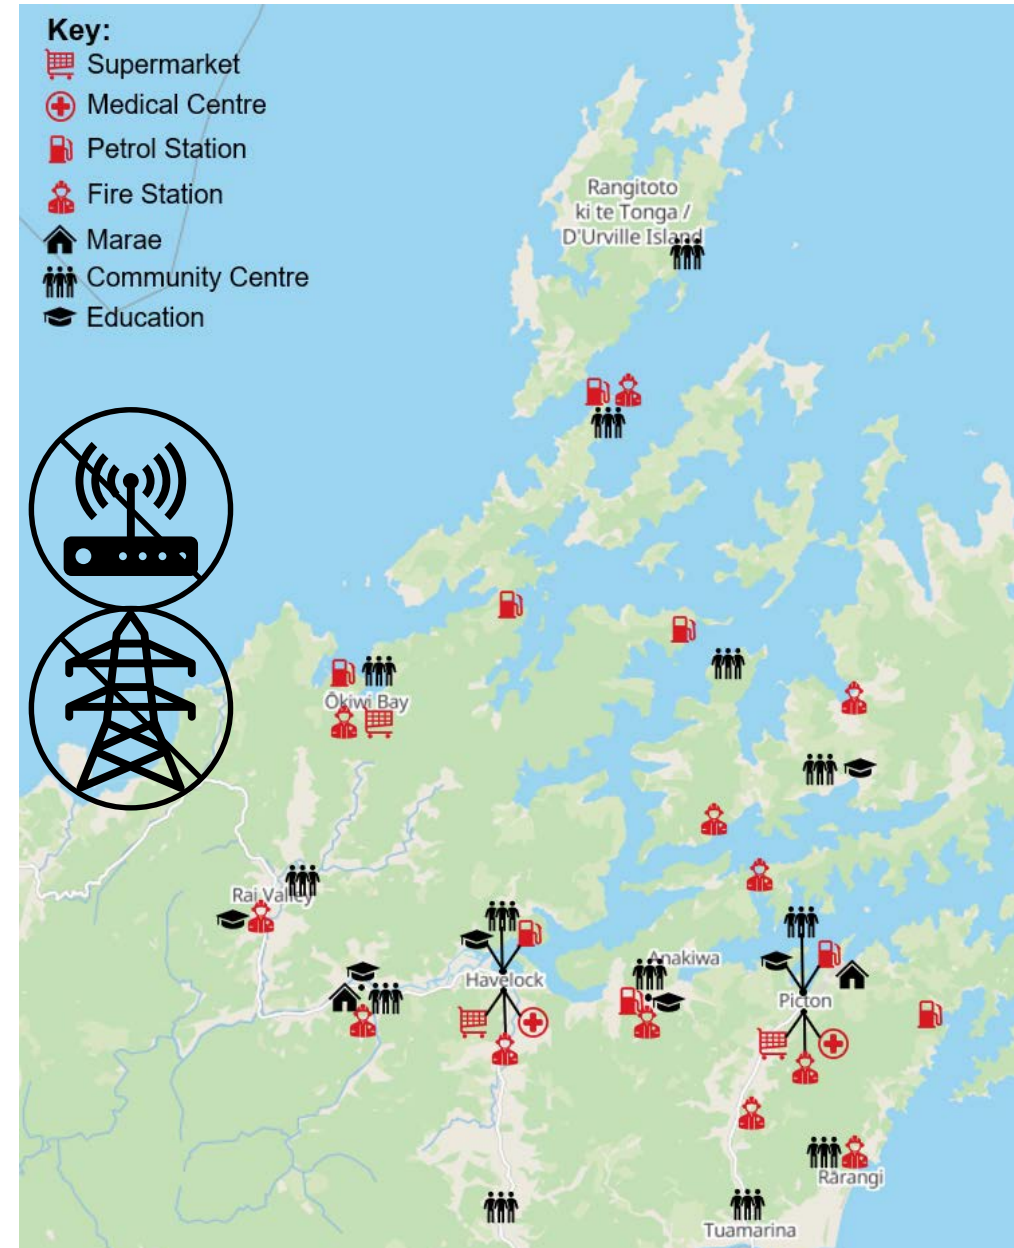 Key:
Supermarket
Medical Centre
Petrol Station
Fire Station
Marae
Community Centre
Education
Rangitoto
ki te Tonga /
D'Urville Island
Ōkiwi Bay
Rai Valley
Anakiwa
Havelock
Picton
Rārangi
Tuamarina